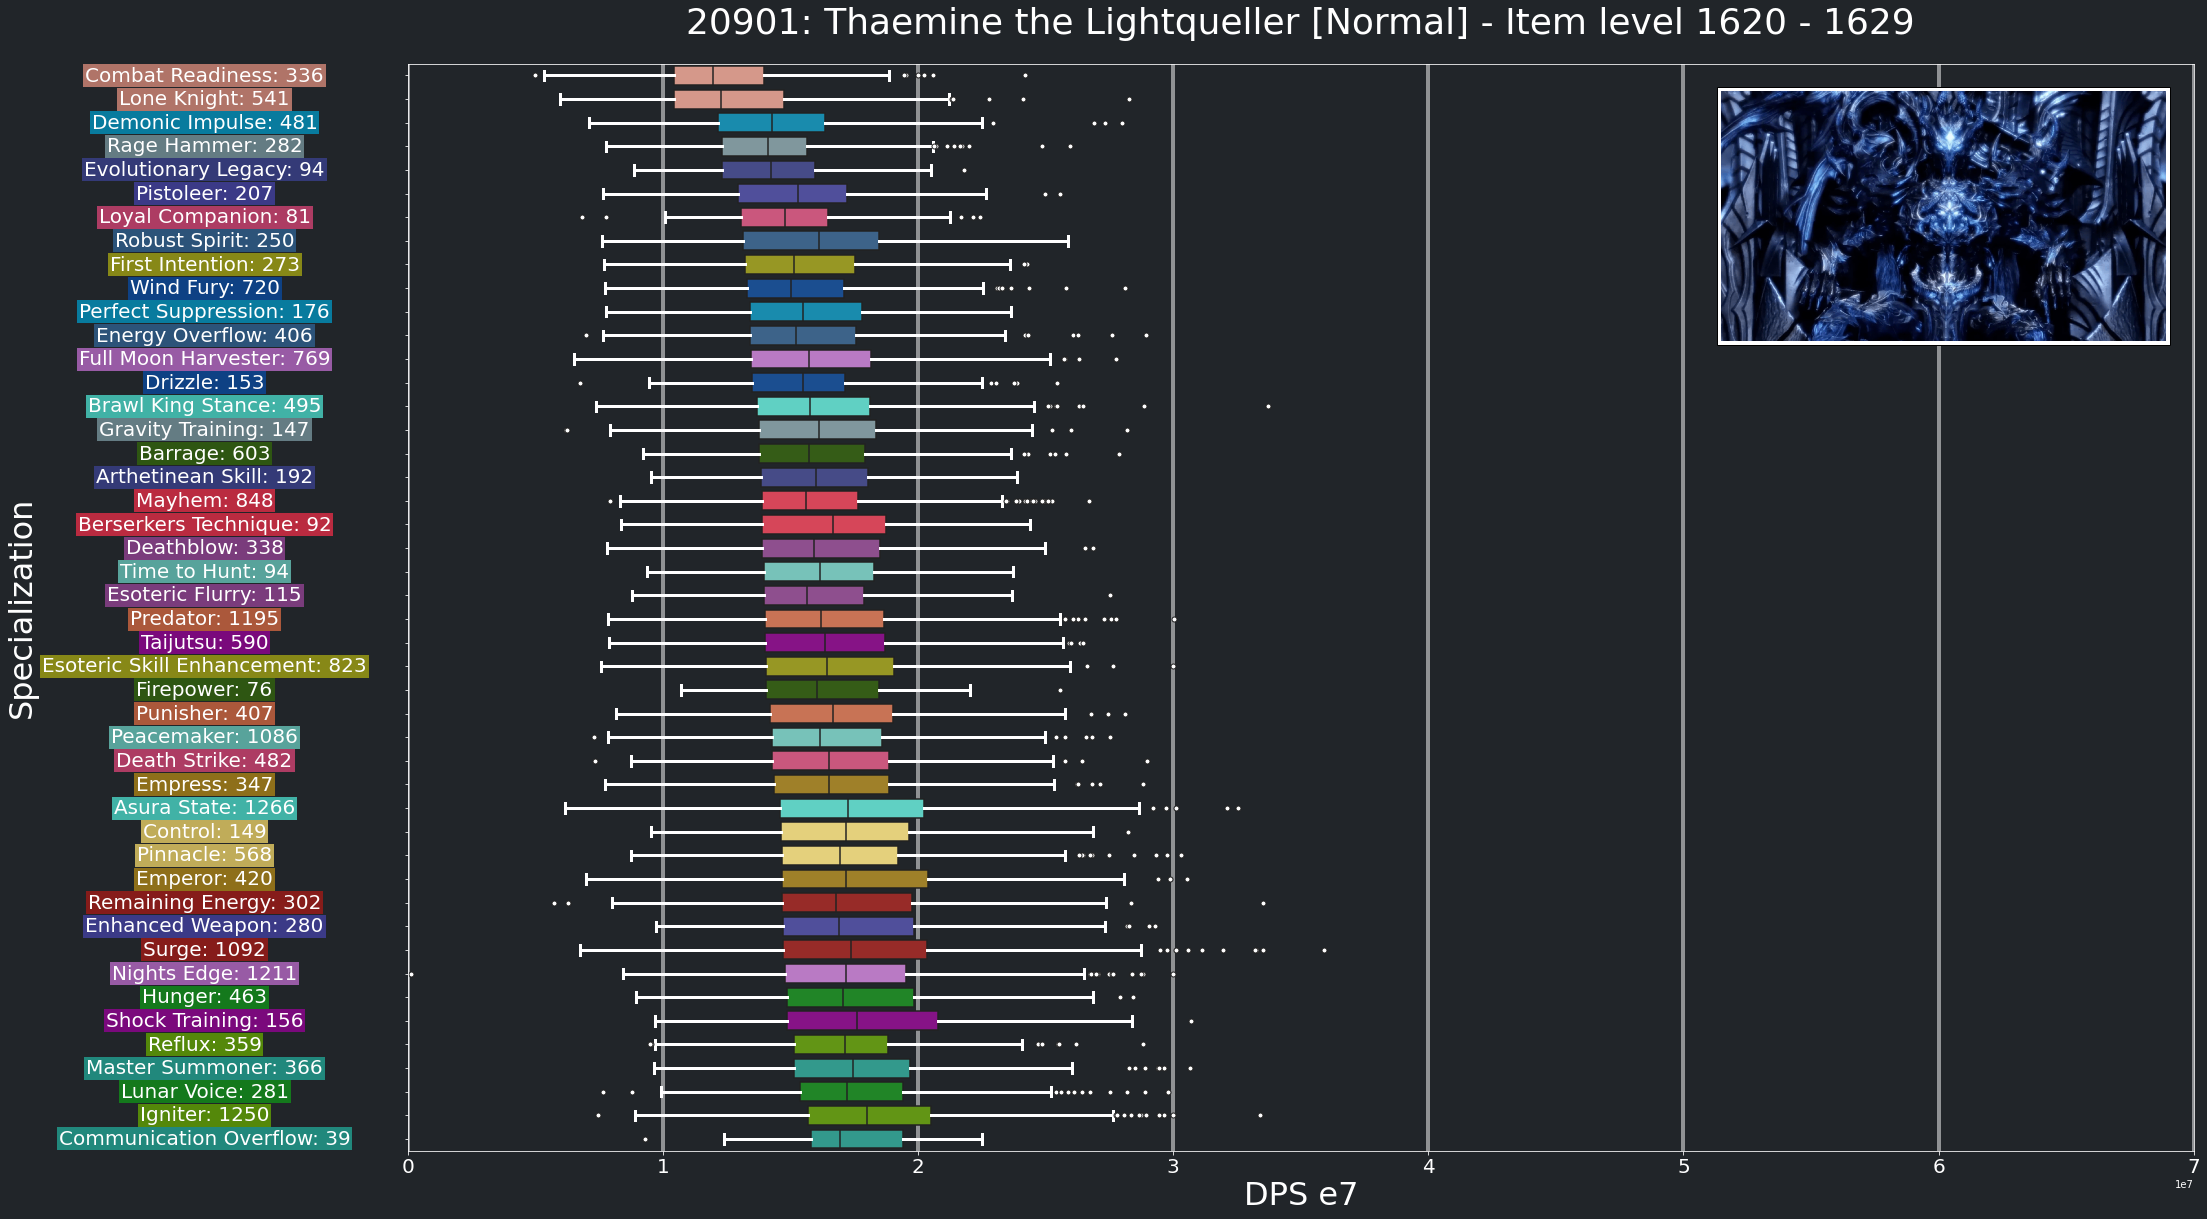 20901: Thaemine the Lightqueller [Normal] - Item level 1620 - 1629
Specialization
Combat Readiness: 336
Lone Knight: 541
Demonic Impulse: 481
Rage Hammer: 282
Evolutionary Legacy: 94
Pistoleer: 207
Loyal Companion: 81
Robust Spirit: 250
First Intention: 273
Wind Fury: 720
Perfect Suppression: 176
Energy Overflow: 406
Full Moon Harvester: 769
Drizzle: 153
Brawl King Stance: 495
Gravity Training: 147
Barrage: 603
Arthetinean Skill: 192
Mayhem: 848
Berserkers Technique: 92
Deathblow: 338
Time to Hunt: 94
Esoteric Flurry: 115
Predator: 1195
Taijutsu: 590
Esoteric Skill Enhancement: 823
Firepower: 76
Punisher: 407
Peacemaker: 1086
Death Strike: 482
Empress: 347
Asura State: 1266
Control: 149
Pinnacle: 568
Emperor: 420
Remaining Energy: 302
Enhanced Weapon: 280
Surge: 1092
Nights Edge: 1211
Hunger: 463
Shock Training: 156
Reflux: 359
Master Summoner: 366
Lunar Voice: 281
Igniter: 1250
Communication Overflow: 39
0 1 2 3 4 5 6 7
1e7
DPS e7